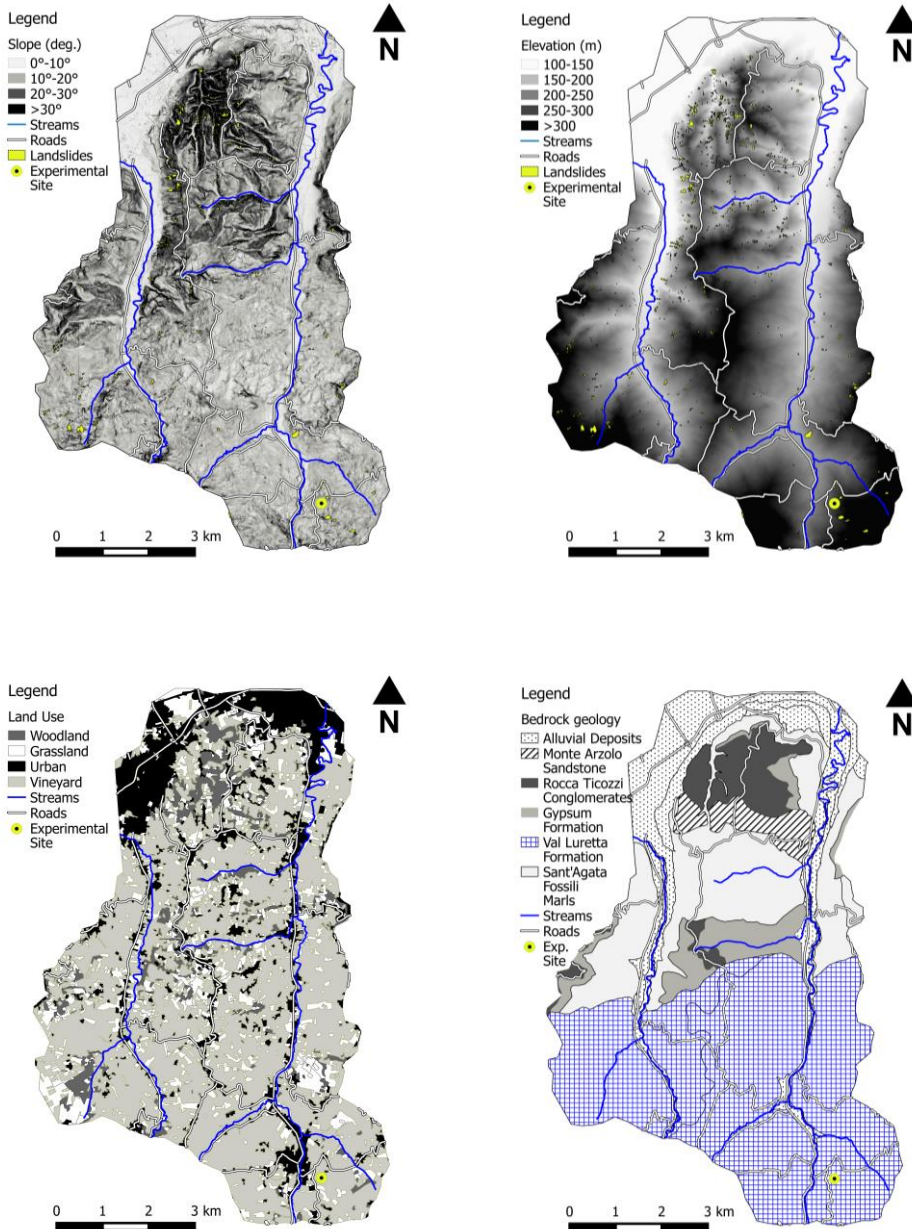 Legend
Slope (deg.)
0°-10°
10°-20°
20°-30°
>30°
Streams
Roads
Landslides
Experimental
Site
N
0 1 2 3 km
Legend
Elevation (m)
100-150
150-200
200-250
250-300
>300
Streams
Roads
Landslides
Experimental
Site
N
0 1 2 3 km
Legend
Land Use
Woodland
Grassland
Urban
Vineyard
Streams
Roads
Experimental
Site
N
0 1 2 3 km
Legend
Bedrock geology
Alluvial Deposits
Monte Arzolo
Sandstone
Rocca Ticozzi
Conglomerates
Gypsum
Formation
Val Luretta
Formation
Sant'Agata
Fossili
Marls
Streams
Roads
Exp.
Site
N
0 1 2 3 km